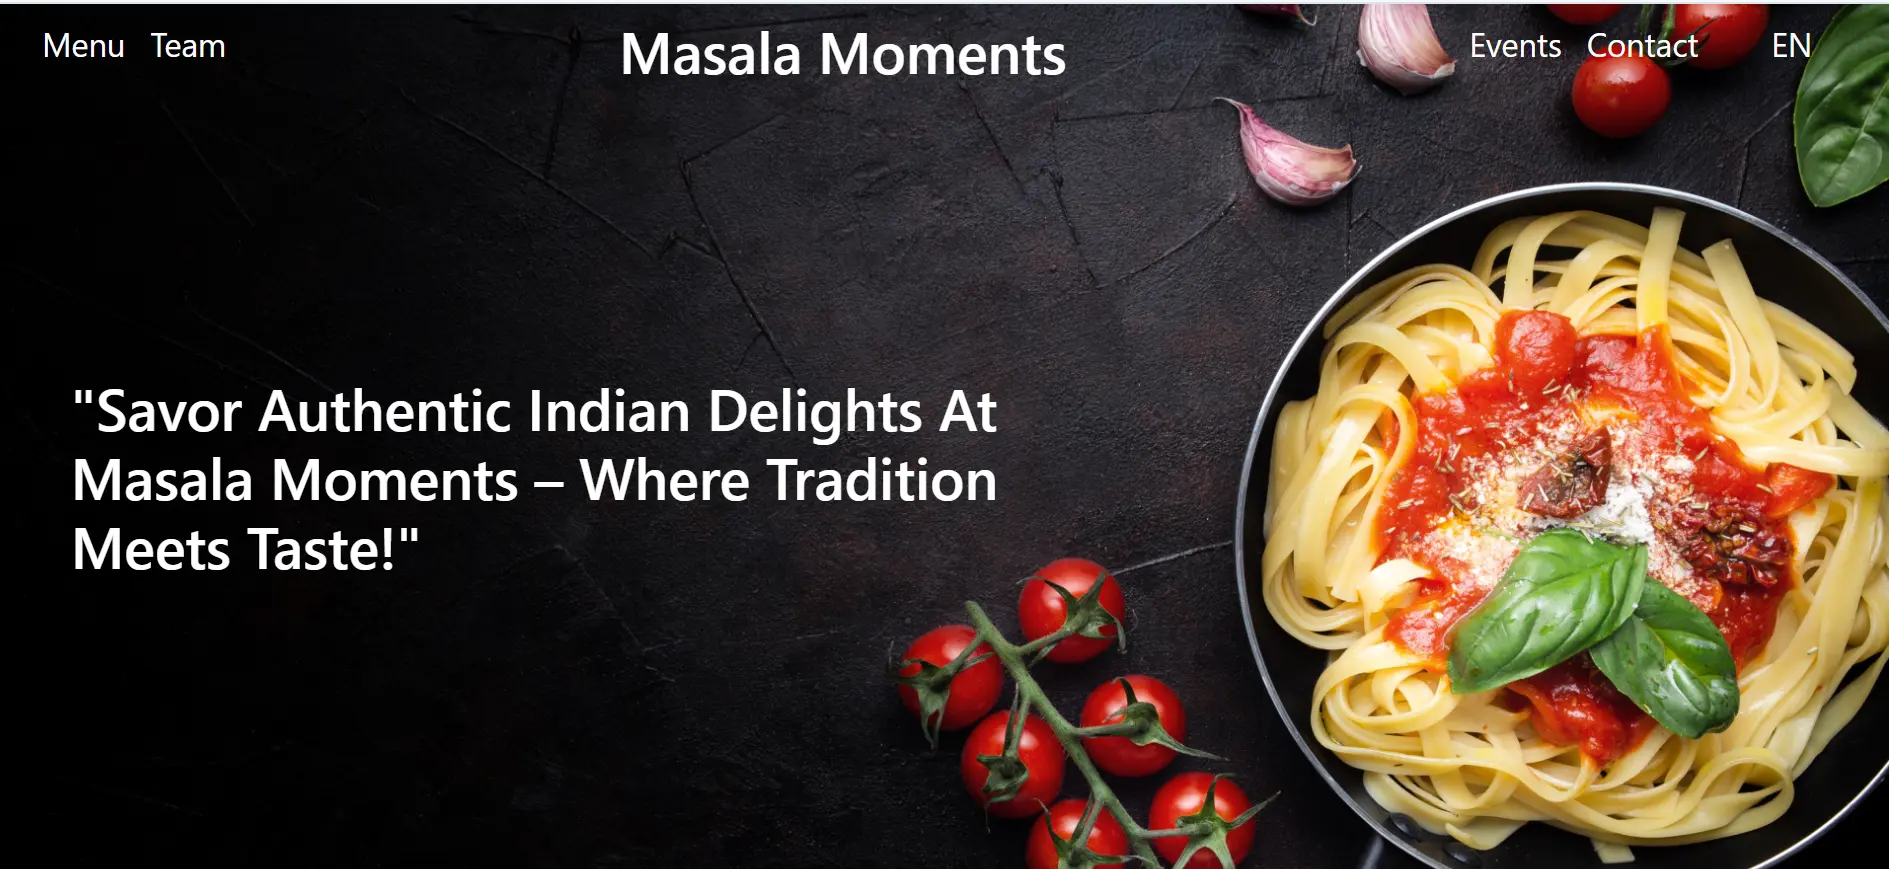 Menu Team Masala Moments Events Contact EN
"Savor Authentic Indian Delights At
Masala Moments – Where Tradition
Meets Taste!"